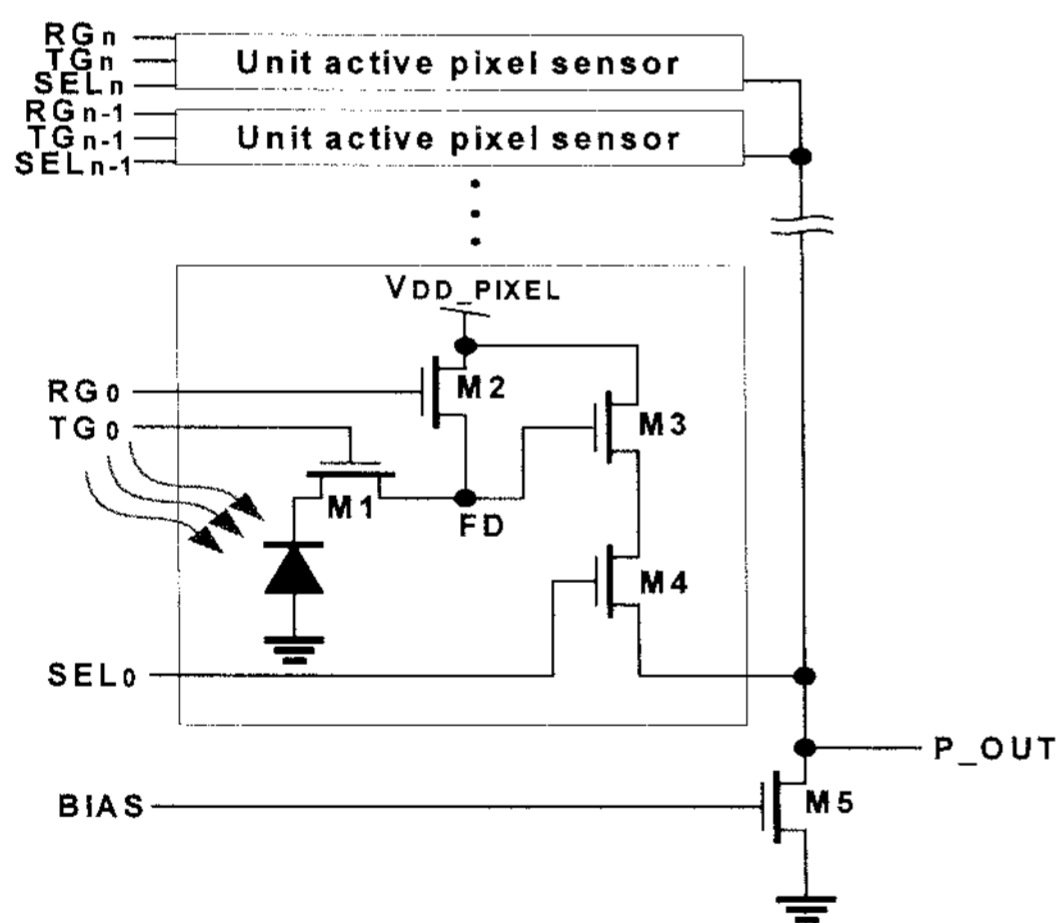 RGn
TGn
SELn
Unit active pixel sensor
RGn-1
TGn-1
SELn-1
Unit active pixel sensor
VDD_PIXEL
RG0
M2
TG0
M3
M1
FD
M4
SEL0
P_OUT
BIAS
M5